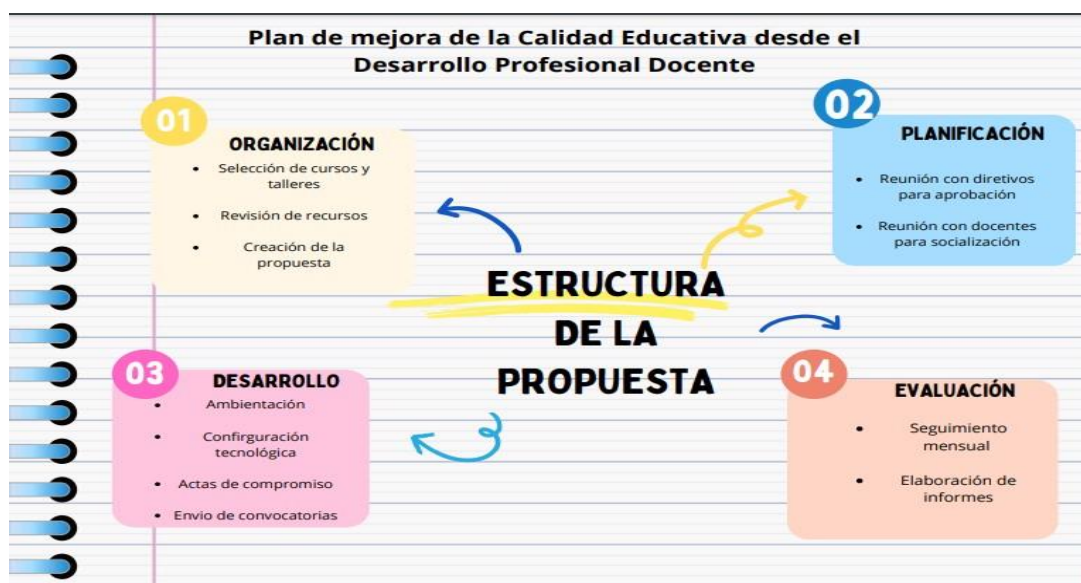 Plan de mejora de la Calidad Educativa desde el
Desarrollo Profesional Docente
01
ORGANIZACIÓN
• Selección de cursos y
talleres
• Revisión de recursos
• Creación de la
propuesta
02
PLANIFICACIÓN
• Reunión con diretivos
para aprobación
• Reunión con docentes
para socialización
ESTRUCTURA
DE LA
PROPUESTA
03
DESARROLLO
• Ambientación
• Confirguración
tecnológica
• Actas de compromiso
• Envio de convocatorias
04
EVALUACIÓN
• Seguimiento
mensual
• Elaboración de
informes